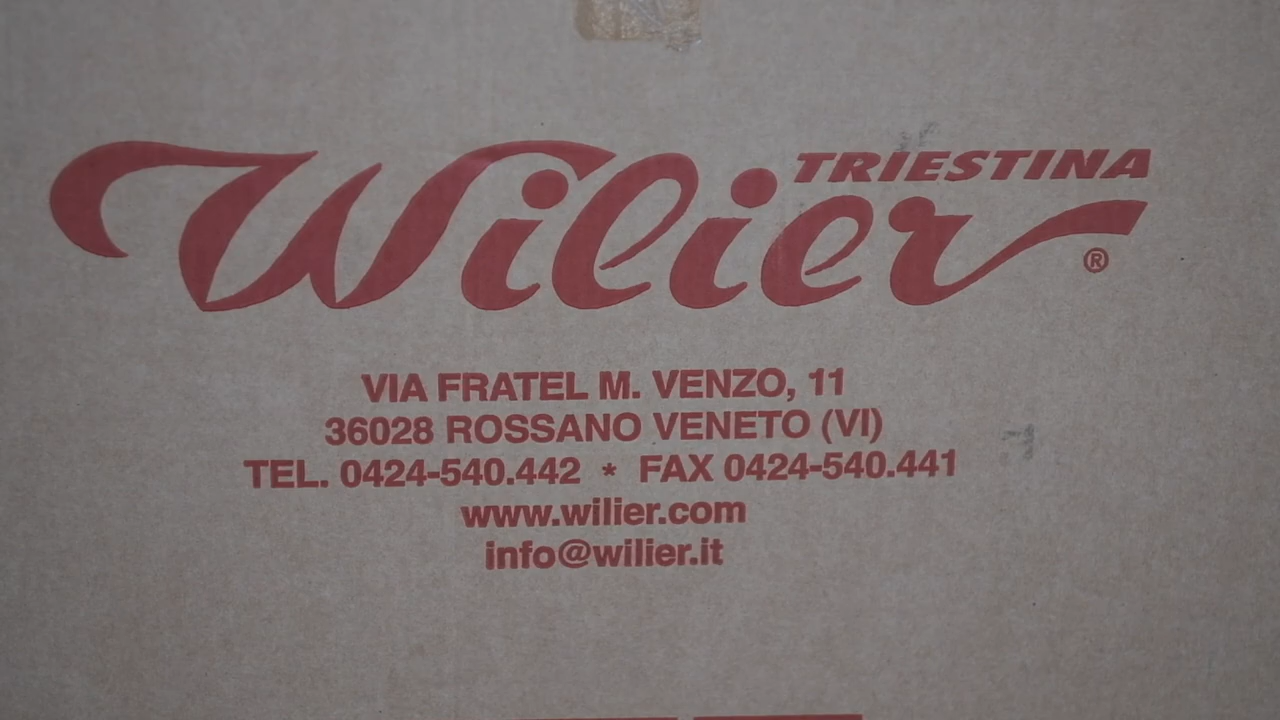 Wilier TRIESTINA ®
VIA FRATEL M. VENZO, 11
36028 ROSSANO VENETO (VI)
TEL. 0424-540.442 * FAX 0424-540.441
www.wilier.com
info@wilier.it